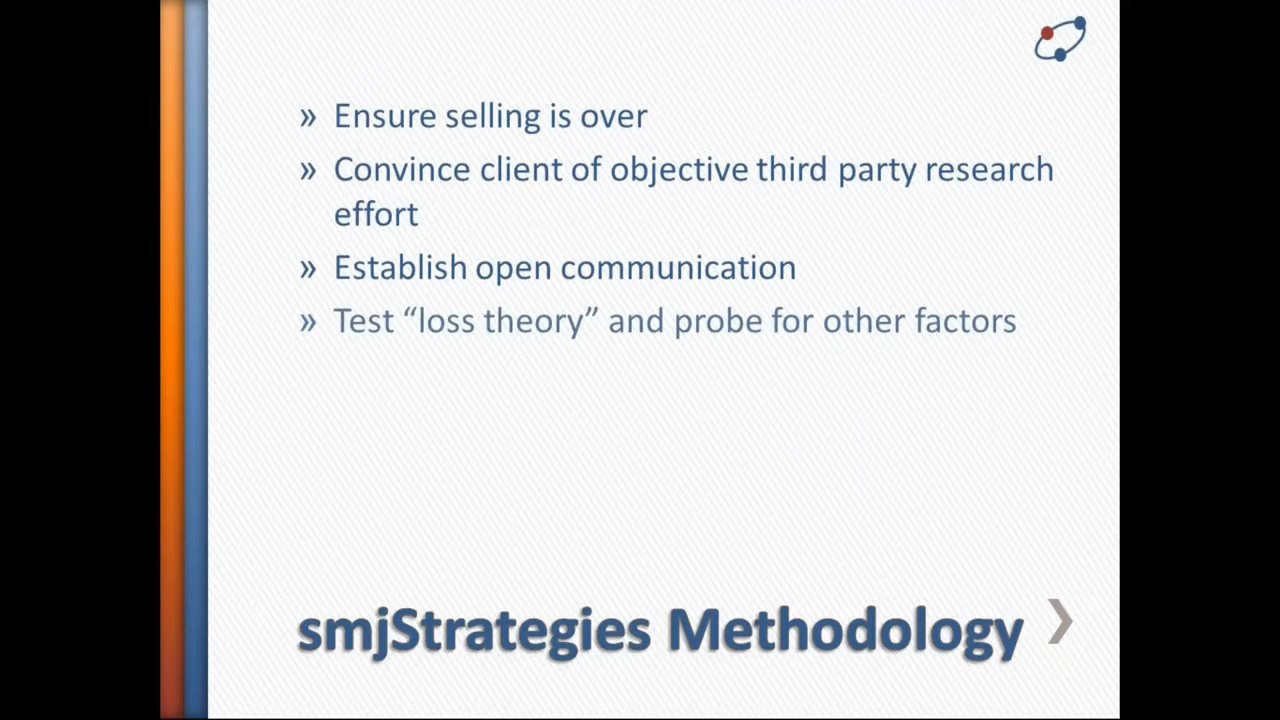 » Ensure selling is over
» Convince client of objective third party research
effort
» Establish open communication
» Test “loss theory” and probe for other factors
smjStrategies Methodology